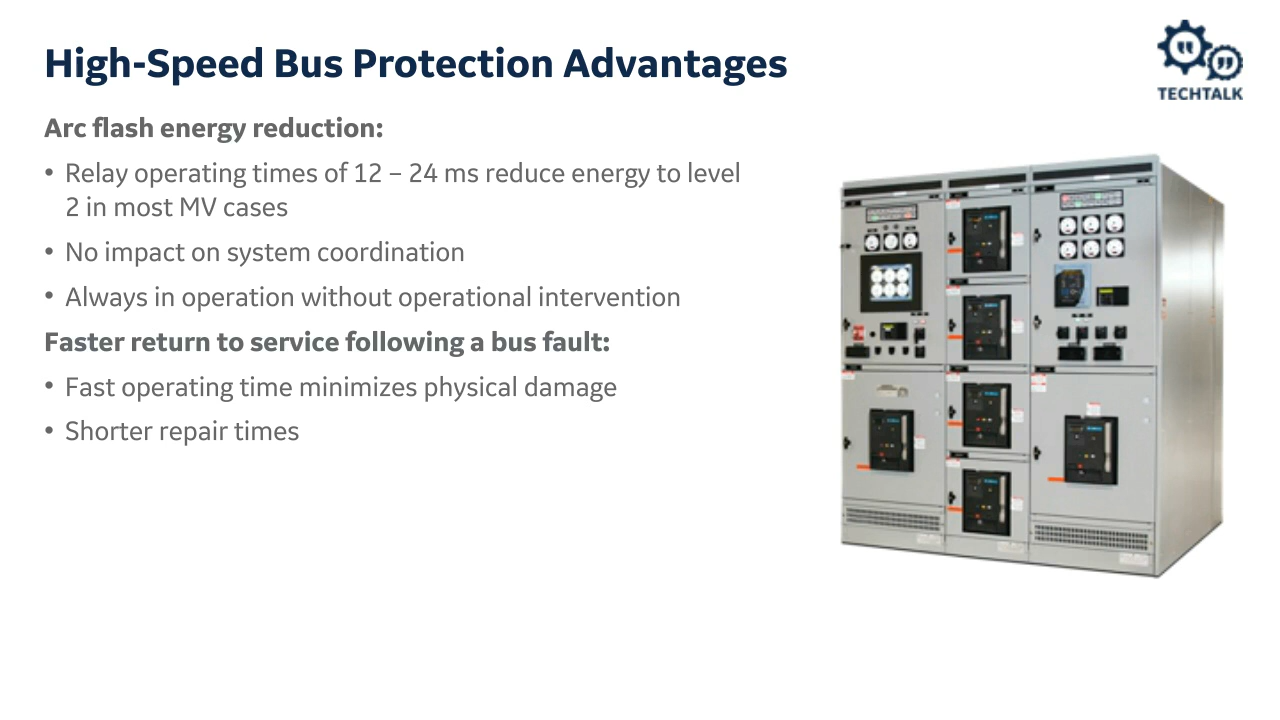 High-Speed Bus Protection Advantages
TECHTALK
Arc flash energy reduction:
• Relay operating times of 12 – 24 ms reduce energy to level
2 in most MV cases
• No impact on system coordination
• Always in operation without operational intervention
Faster return to service following a bus fault:
• Fast operating time minimizes physical damage
• Shorter repair times